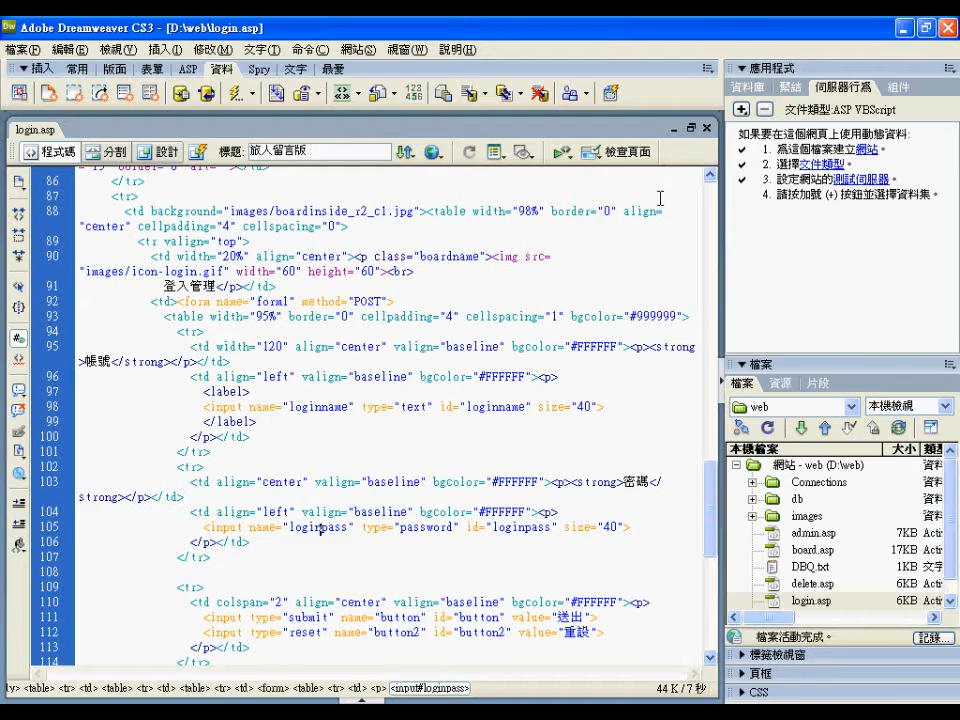 Adobe Dreamweaver CS3 - [D:\web\login.asp]
檔案(F) 編輯(E) 檢視(V) 插入(I) 修改(M) 文字(T) 命令(C) 網站(S) 視窗(W) 說明(H)
插入 常用 版面 表單 ASP 資料 Spry 文字 最愛
login.asp
程式碼 分割 設計 標題: 旅人留言版 檢查頁面
86 </tr>
87 <tr>
88 <td background="images/boardinside_r2_c1.jpg"><table width="98%" border="0" align=
"center" cellpadding="4" cellspacing="0">
89 <tr valign="top">
90 <td width="20%" align="center"><p class="boardname"><img src=
"images/icon-login.gif" width="60" height="60"><br>
91 登入管理</p></td>
92 <td><form name="form1" method="POST">
93 <table width="95%" border="0" cellpadding="4" cellspacing="1" bgcolor="#999999">
94 <tr>
95 <td width="120" align="center" valign="baseline" bgcolor="#FFFFFF"><p><strong
>帳號</strong></p></td>
96 <td align="left" valign="baseline" bgcolor="#FFFFFF"><p>
97 <label>
98 <input name="loginname" type="text" id="loginname" size="40">
99 </label>
100 </p></td>
101 </tr>
102 <tr>
103 <td align="center" valign="baseline" bgcolor="#FFFFFF"><p><strong>密碼</
strong></p></td>
104 <td align="left" valign="baseline" bgcolor="#FFFFFF"><p>
105 <input name="loginpass" type="password" id="loginpass" size="40">
106 </p></td>
107 </tr>
108
109 <tr>
110 <td colspan="2" align="center" valign="baseline" bgcolor="#FFFFFF"><p>
111 <input type="submit" name="button" id="button" value="送出">
112 <input type="reset" name="button2" id="button2" value="重設">
113 </p></td>
114 </tr>
<table> <tr> <td> <table> <tr> <td> <table> <tr> <td> <form> <table> <tr> <td> <p> <input#loginpass> 44 K / 7 秒
應用程式
資料庫 繫結 伺服器行為 組件
文件類型:ASP VBScript
如果要在這個網頁上使用動態資料:
1. 為這個檔案建立網站。
2. 選擇文件類型。
3. 設定網站的測試伺服器。
4. 請按加號 (+) 按鈕並選擇資料集。
檔案
檔案 資源 片段
web 本機檢視
本機檔案 大小 類型
網站 - web (D:\web) 資料
Connections 資料
db 資料
images 資料
admin.asp 7KB Ac
board.asp 17KB Ac
DBQ.txt 1KB 文字
delete.asp 6KB Ac
login.asp 6KB Ac
檔案活動完成。 記錄...
標籤檢視窗
頁框
CSS